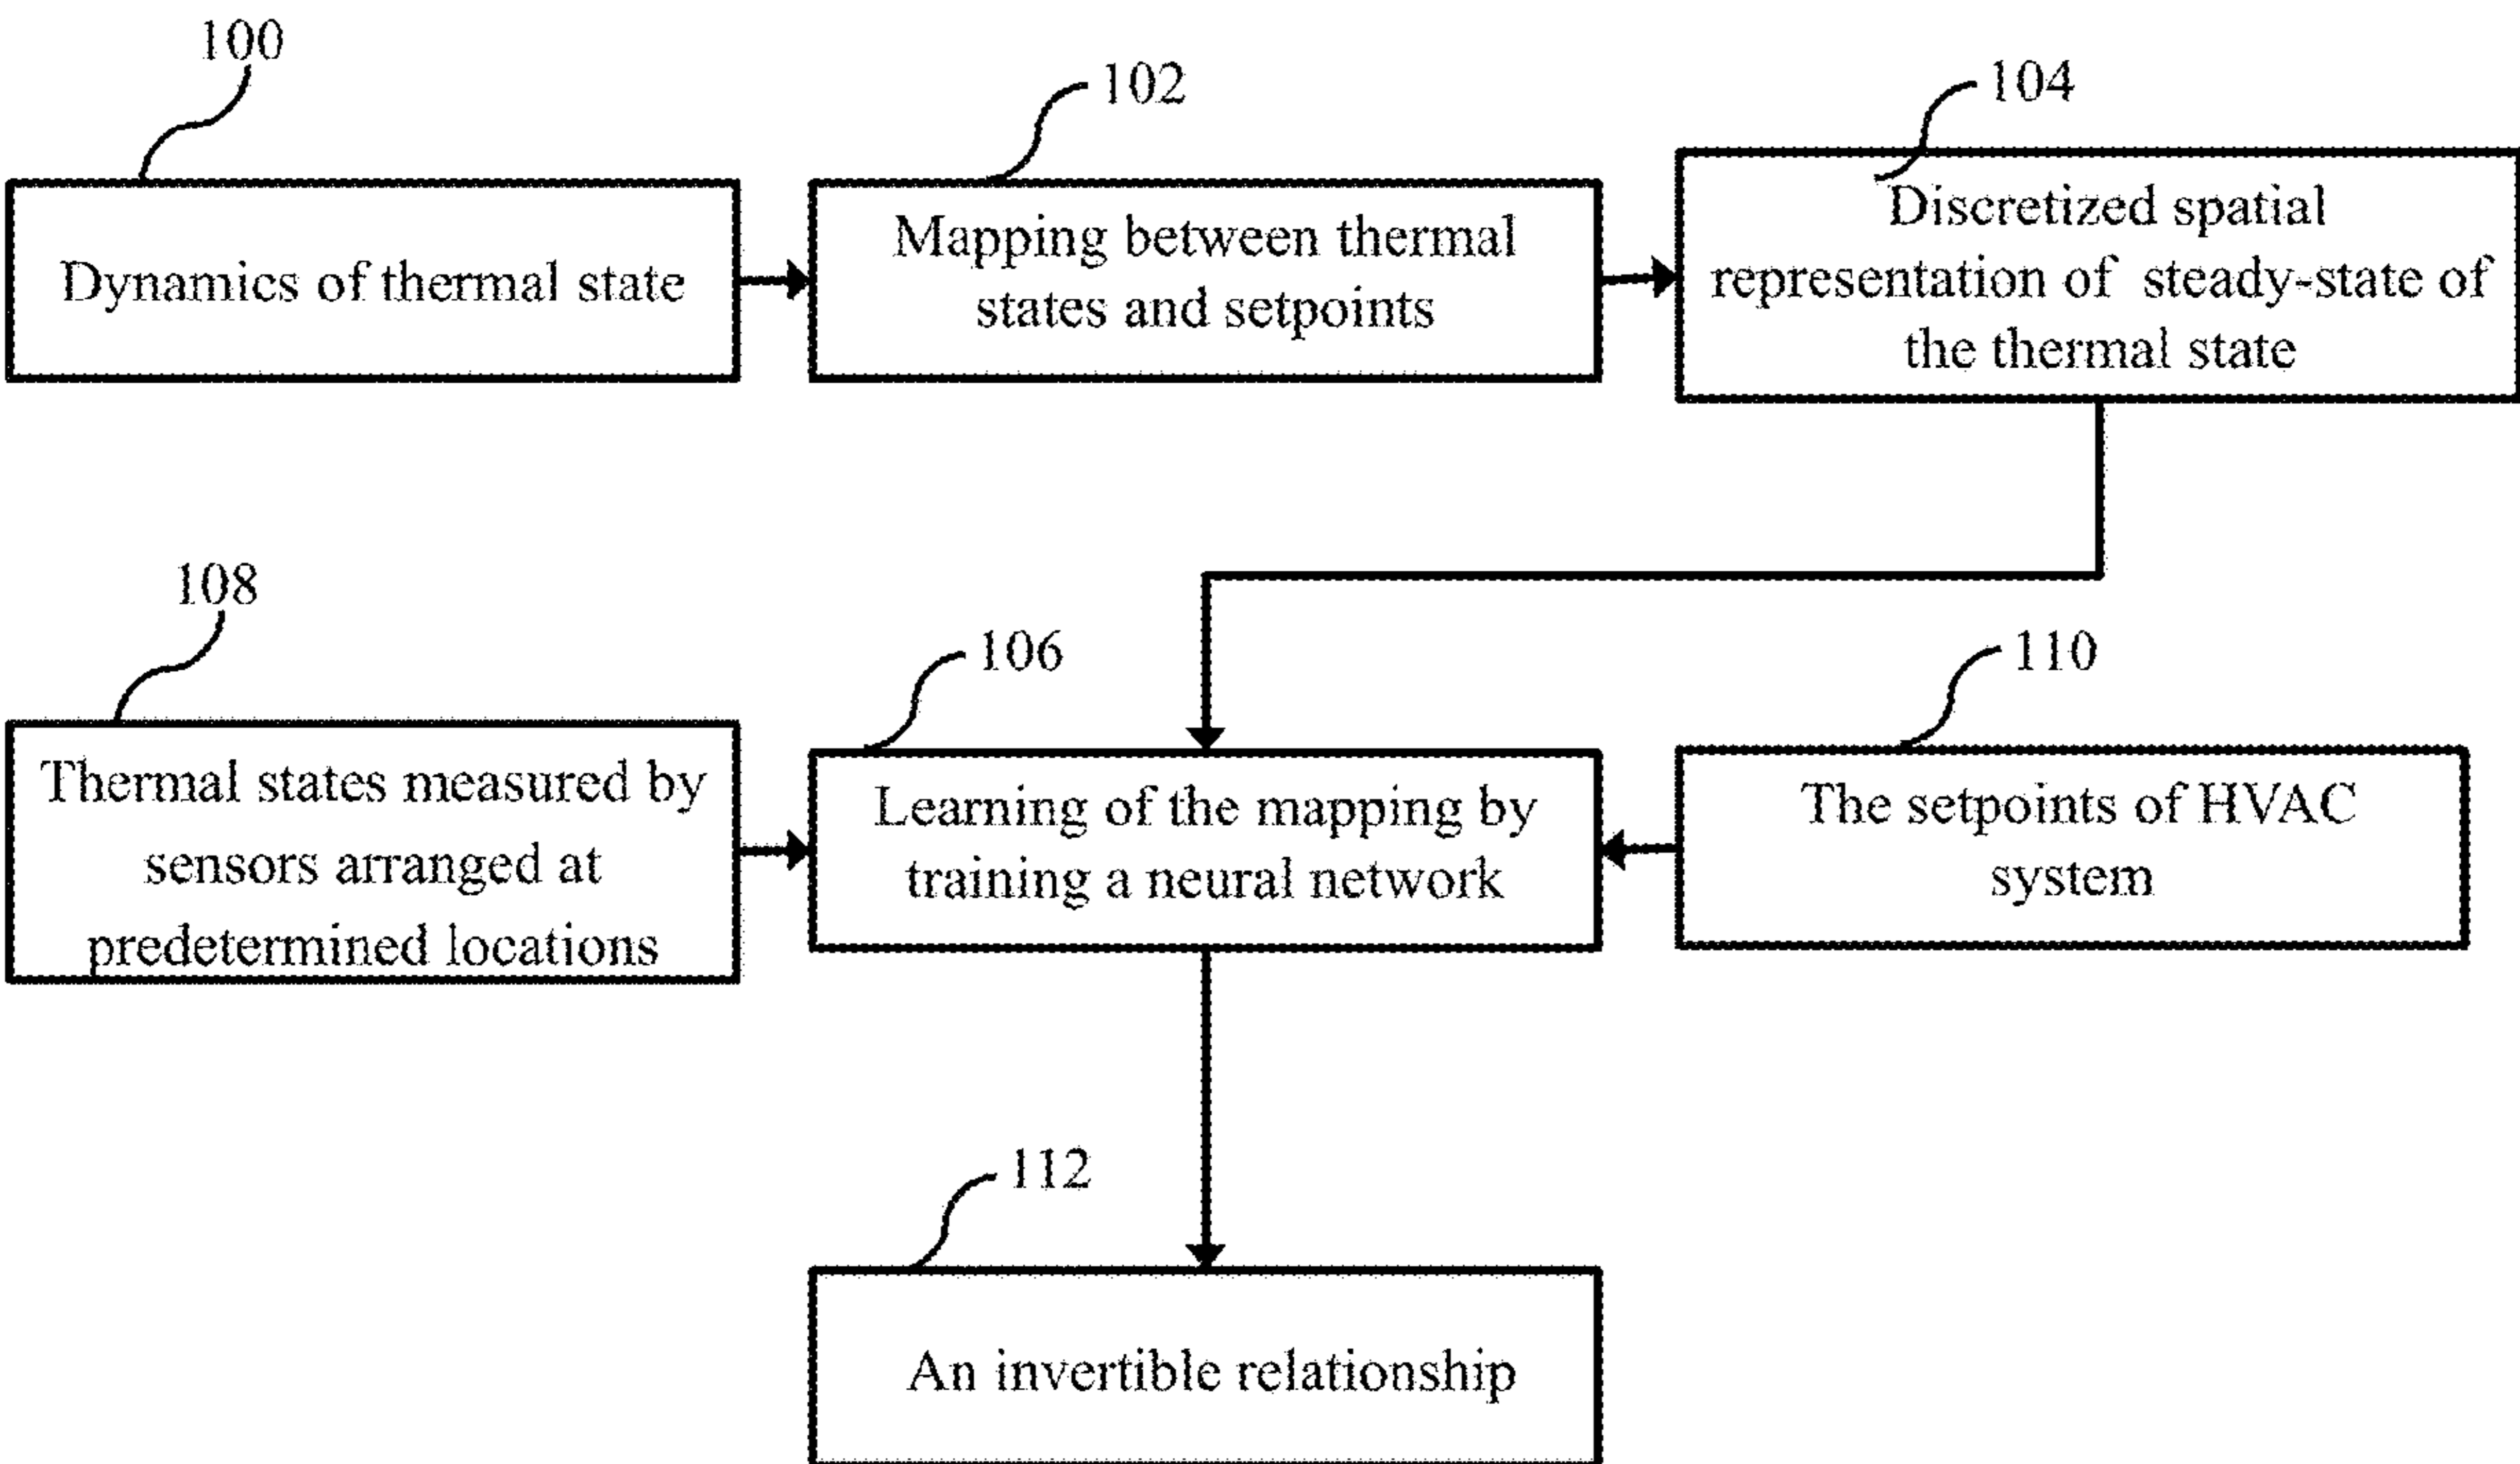 100
102
104
Dynamics of thermal state
Mapping between thermal
states and setpoints
Discretized spatial
representation of steady-state of
the thermal state
108
106
110
Thermal states measured by
sensors arranged at
predetermined locations
Learning of the mapping by
training a neural network
The setpoints of HVAC
system
112
An invertible relationship